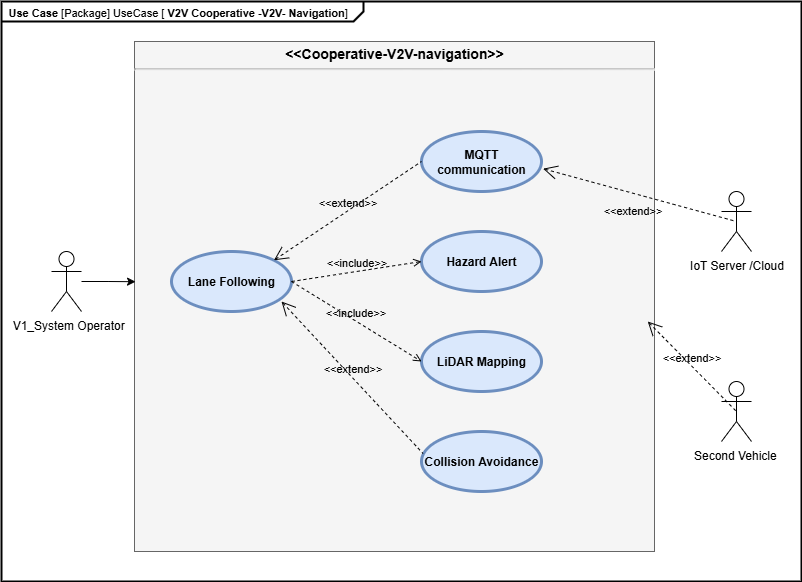 Use Case [Package] UseCase [ V2V Cooperative -V2V- Navigation]
<<Cooperative-V2V-navigation>>
MQTT
communication
<<extend>>
<<extend>>
Lane Following
<<include>>
Hazard Alert
IoT Server /Cloud
V1_System Operator
<<include>>
LiDAR Mapping
<<extend>>
<<extend>>
Collision Avoidance
Second Vehicle